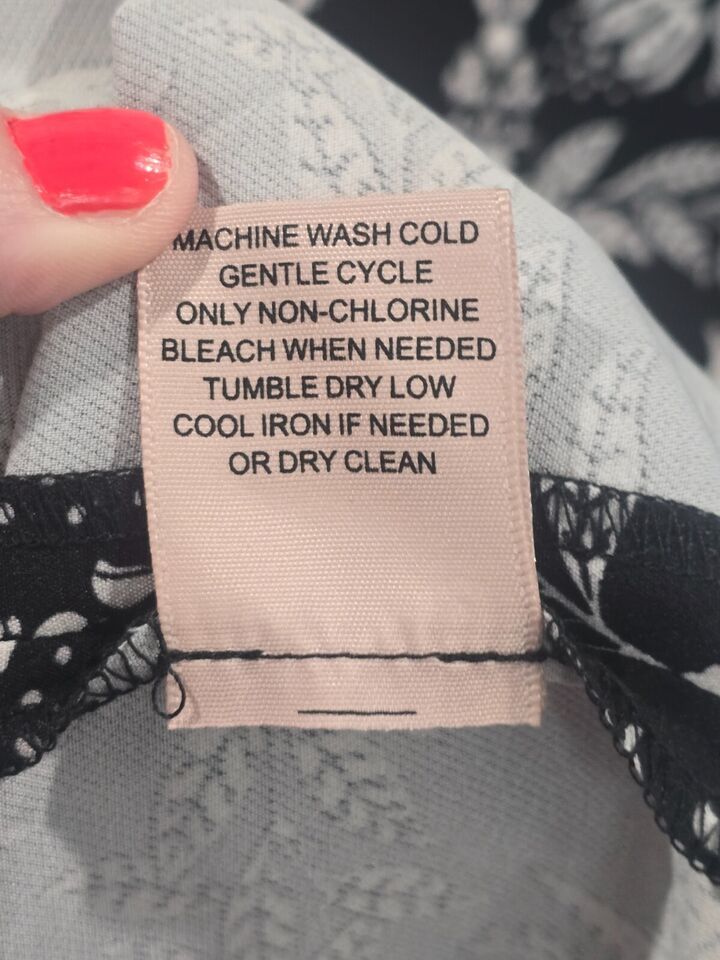 MACHINE WASH COLD
GENTLE CYCLE
ONLY NON-CHLORINE
BLEACH WHEN NEEDED
TUMBLE DRY LOW
COOL IRON IF NEEDED
OR DRY CLEAN